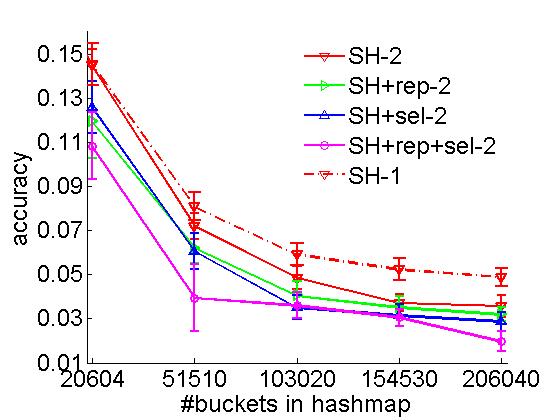 0.15
0.13
0.11
0.09
0.07
0.05
0.03
0.01
accuracy
SH-2
SH+rep-2
SH+sel-2
SH+rep+sel-2
SH-1
20604 51510 103020 154530 206040
#buckets in hashmap